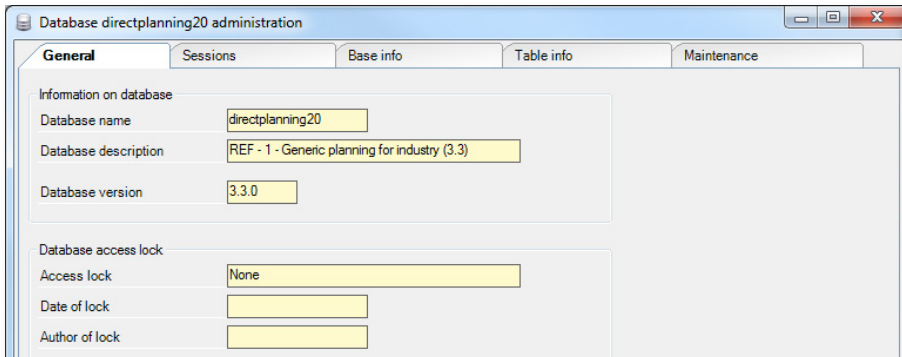 Database directplanning20 administration
General Sessions Base info Table info Maintenance
Information on database
Database name directplanning20
Database description REF - 1 - Generic planning for industry (3.3)
Database version 3.3.0
Database access lock
Access lock None
Date of lock
Author of lock